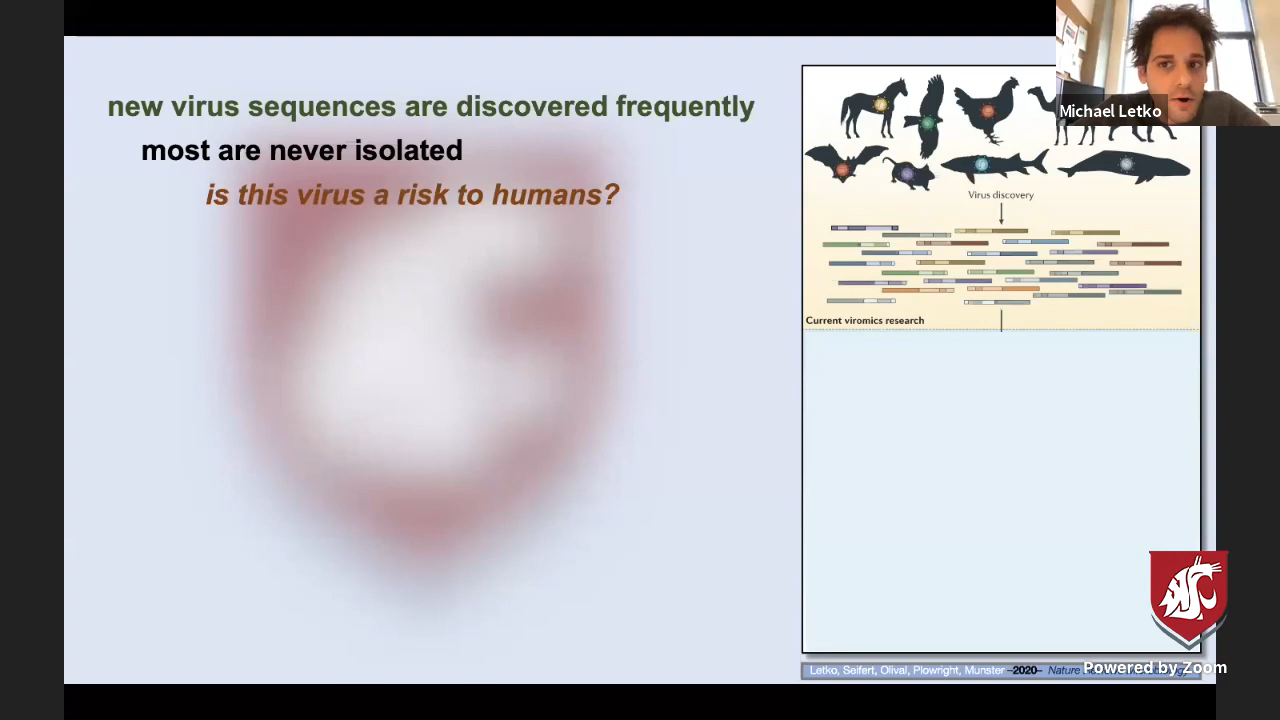 new virus sequences are discovered frequently
most are never isolated
is this virus a risk to humans?
Michael Letko
Virus discovery
Current viromics research
Letko, Seifert, Olival, Plowright, Munster –2020– Nature
Powered by Zoom